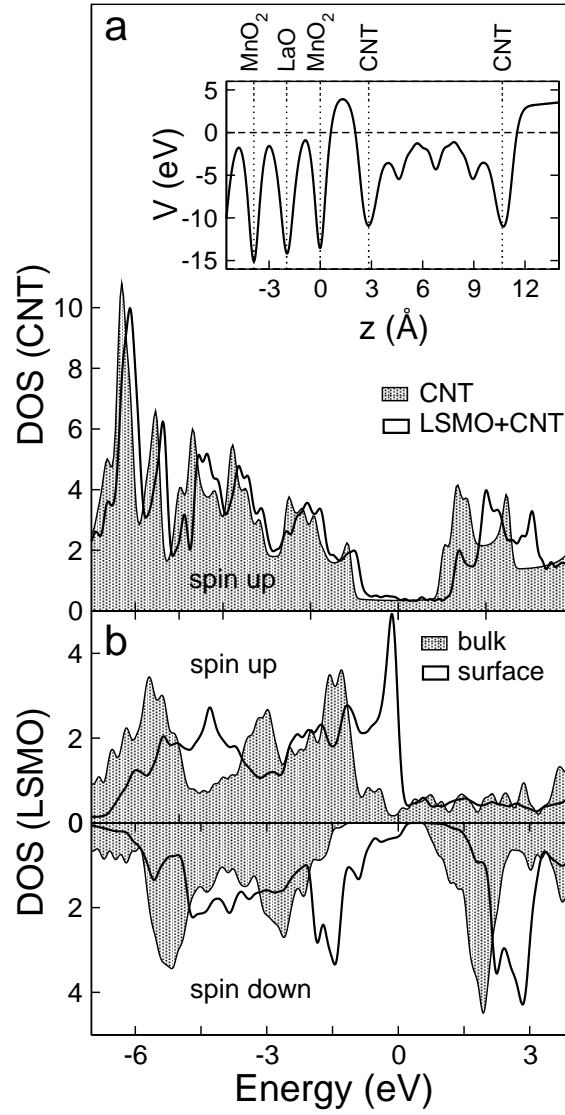 a
MnO2
LaO
MnO2
CNT
CNT
5
0
-5
-10
-15
V (eV)
-3 0 3 6 9 12
z (Å)
10
8
6
4
2
0
DOS (CNT)
CNT
LSMO+CNT
spin up
b
bulk
surface
spin up
4
2
0
2
4
DOS (LSMO)
spin down
-6 -3 0 3
Energy (eV)